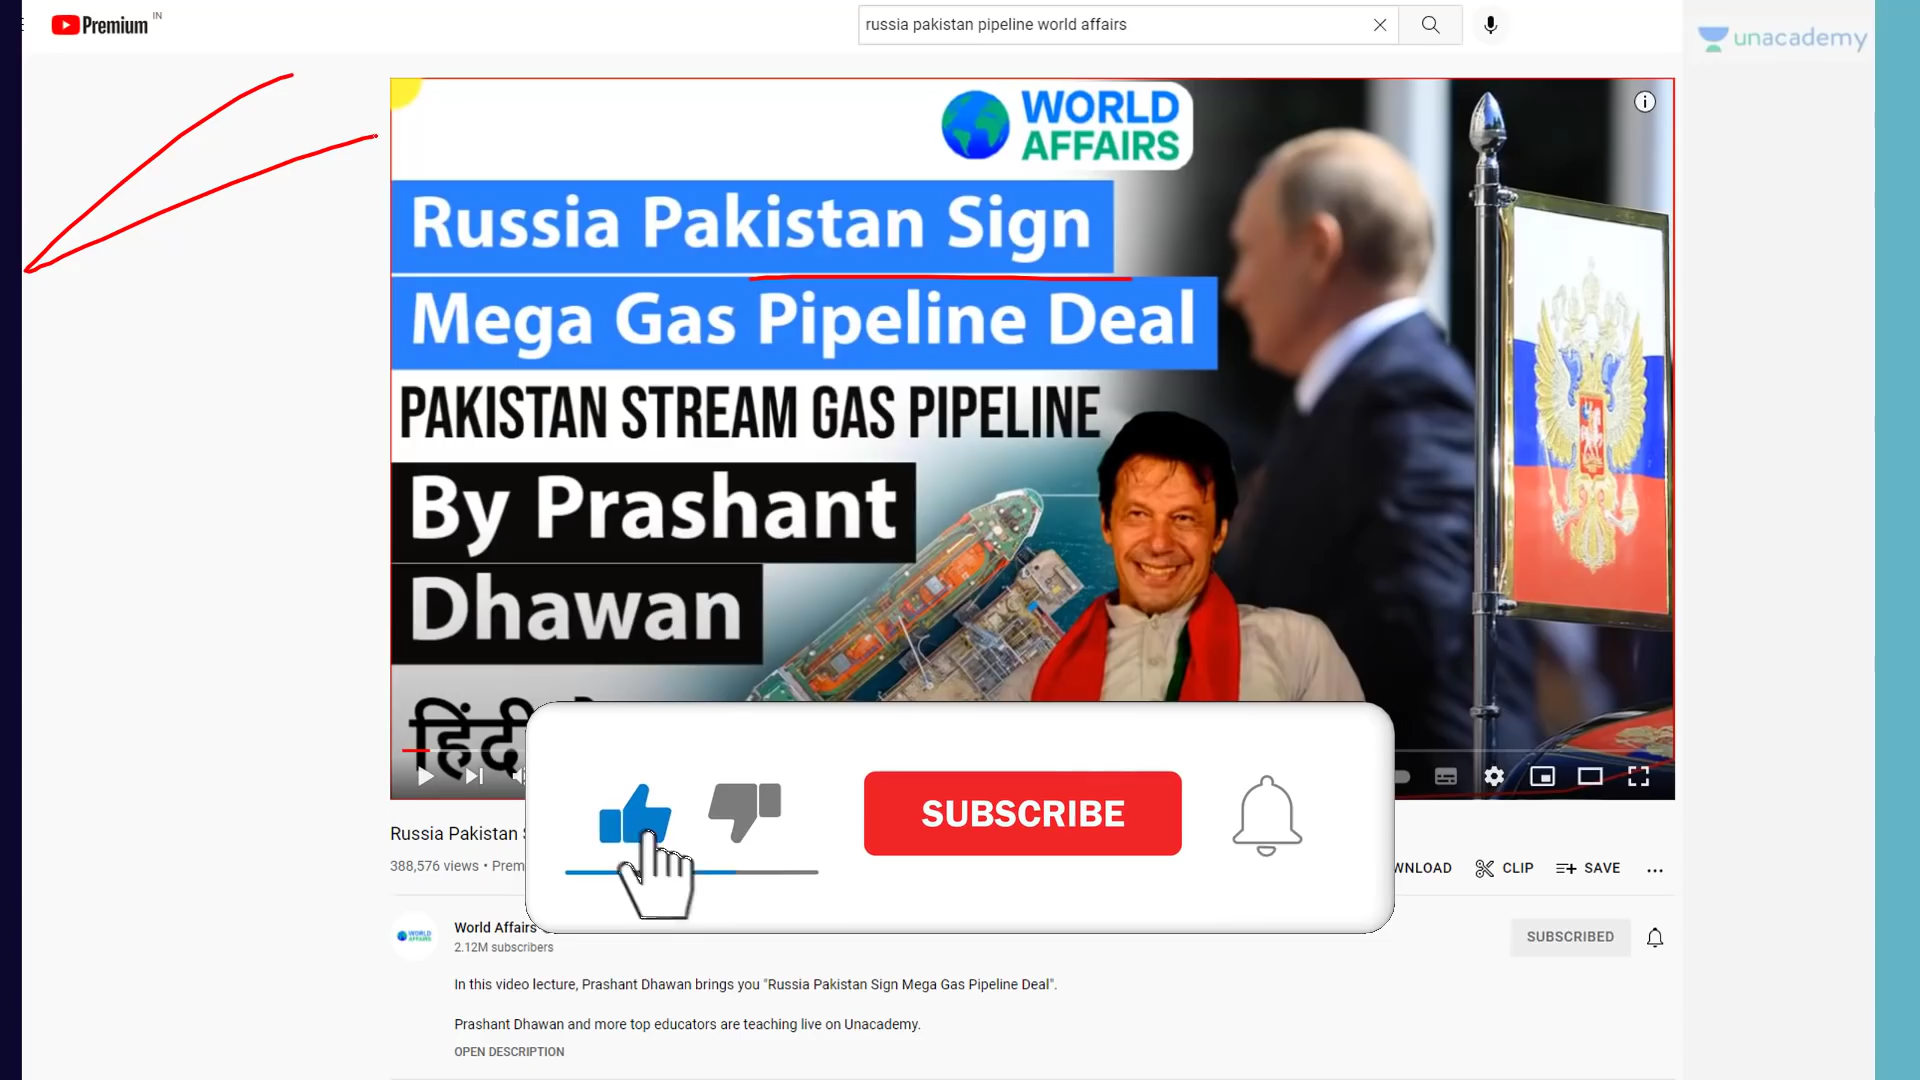 Premium IN
russia pakistan pipeline world affairs
unacademy
WORLD
AFFAIRS
Russia Pakistan Sign
Mega Gas Pipeline Deal
PAKISTAN STREAM GAS PIPELINE
By Prashant
Dhawan
हिंदी
SUBSCRIBE
Russia Pakistan
388,576 views • Prem
CLIP
SAVE
World Affairs
2.12M subscribers
SUBSCRIBED
In this video lecture, Prashant Dhawan brings you "Russia Pakistan Sign Mega Gas Pipeline Deal".
Prashant Dhawan and more top educators are teaching live on Unacademy.
OPEN DESCRIPTION